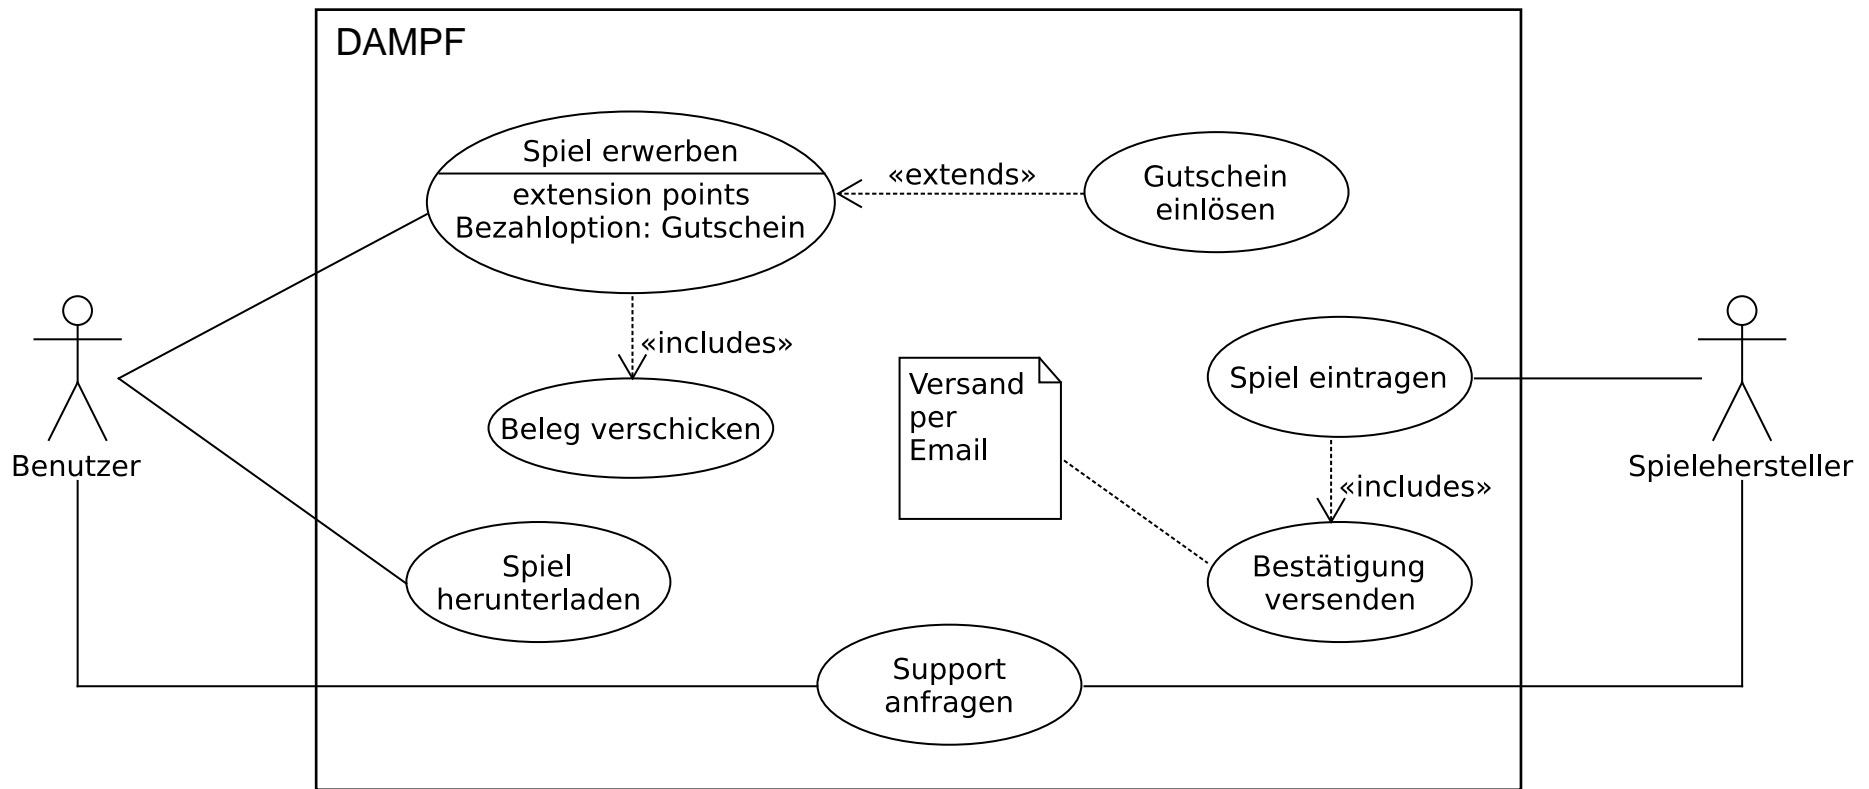 DAMPF
Spiel erwerben
extension points
Bezahloption: Gutschein
«extends»
Gutschein
einlösen
«includes»
Beleg verschicken
Versand
per
Email
Spiel eintragen
«includes»
Benutzer
Spielehersteller
Spiel
herunterladen
Bestätigung
versenden
Support
anfragen